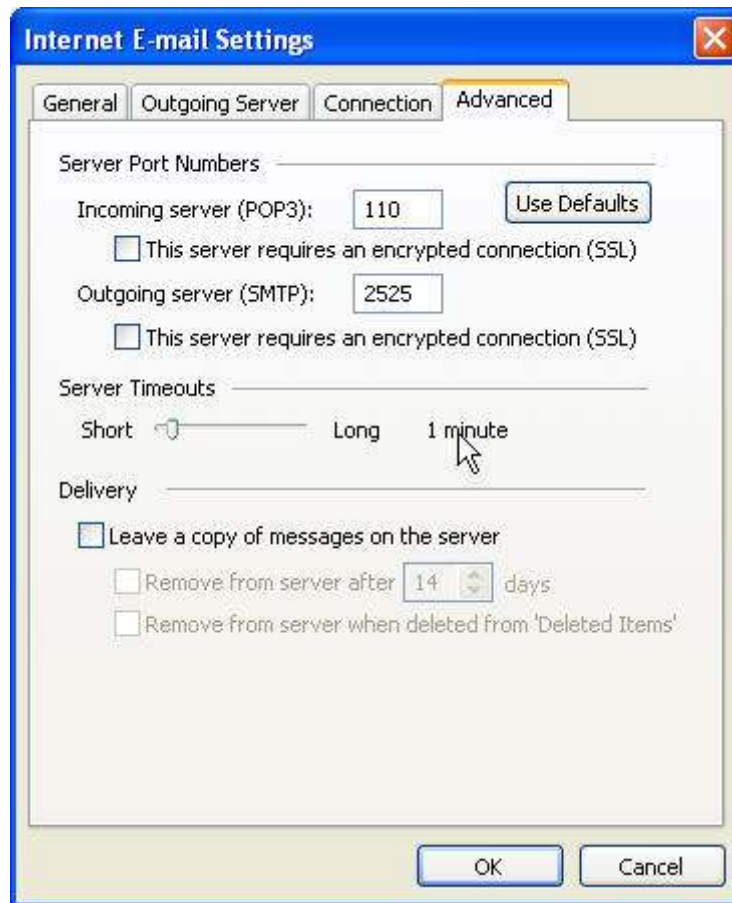 Internet E-mail Settings
General Outgoing Server Connection Advanced
Server Port Numbers
Incoming server (POP3): 110 Use Defaults
This server requires an encrypted connection (SSL)
Outgoing server (SMTP): 2525
This server requires an encrypted connection (SSL)
Server Timeouts
Short Long 1 minute
Delivery
Leave a copy of messages on the server
Remove from server after 14 days
Remove from server when deleted from 'Deleted Items'
OK Cancel